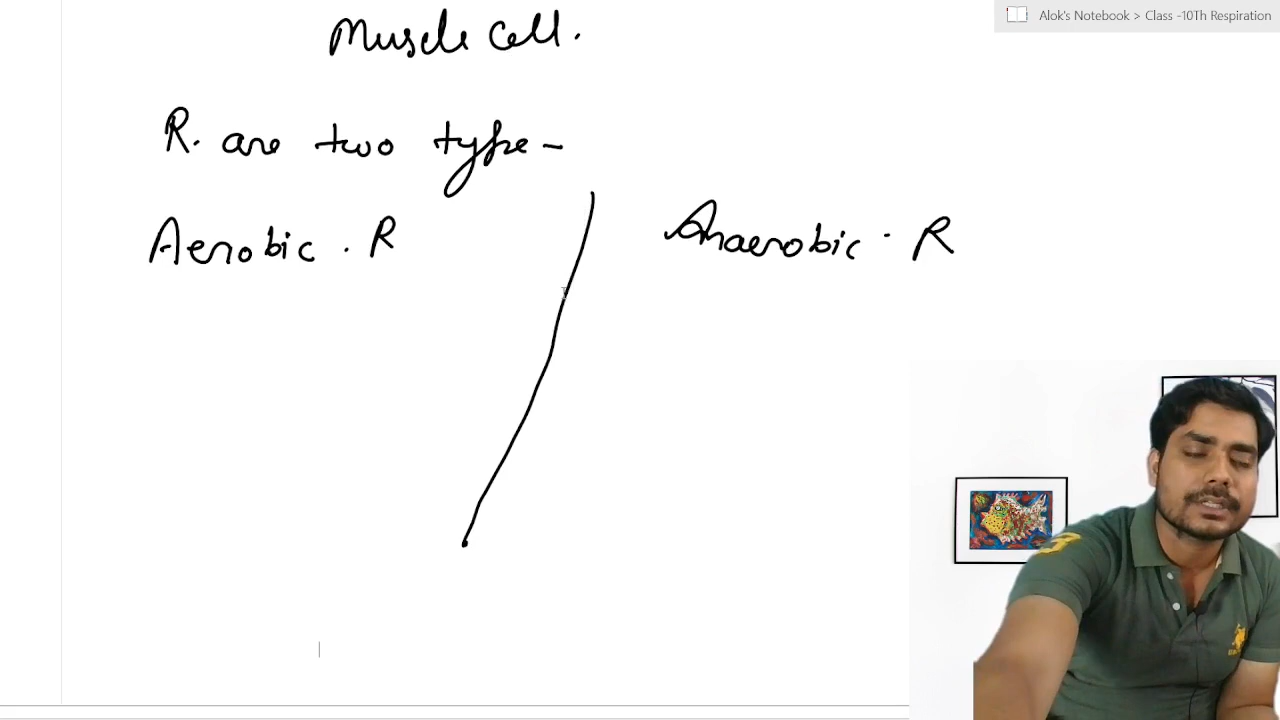 Alok's Notebook > Class -10Th Respiration
Muscle Cell.
R. are two type -
Aerobic . R
Anaerobic . R